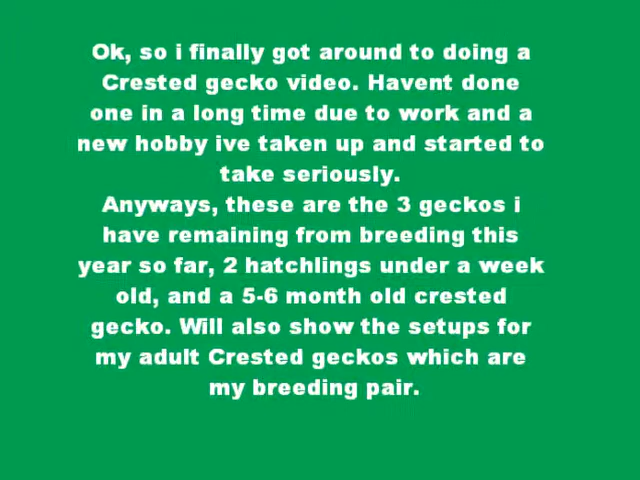 Ok, so i finally got around to doing a
Crested gecko video. Havent done
one in a long time due to work and a
new hobby ive taken up and started to
take seriously.
Anyways, these are the 3 geckos i
have remaining from breeding this
year so far, 2 hatchlings under a week
old, and a 5-6 month old crested
gecko. Will also show the setups for
my adult Crested geckos which are
my breeding pair.